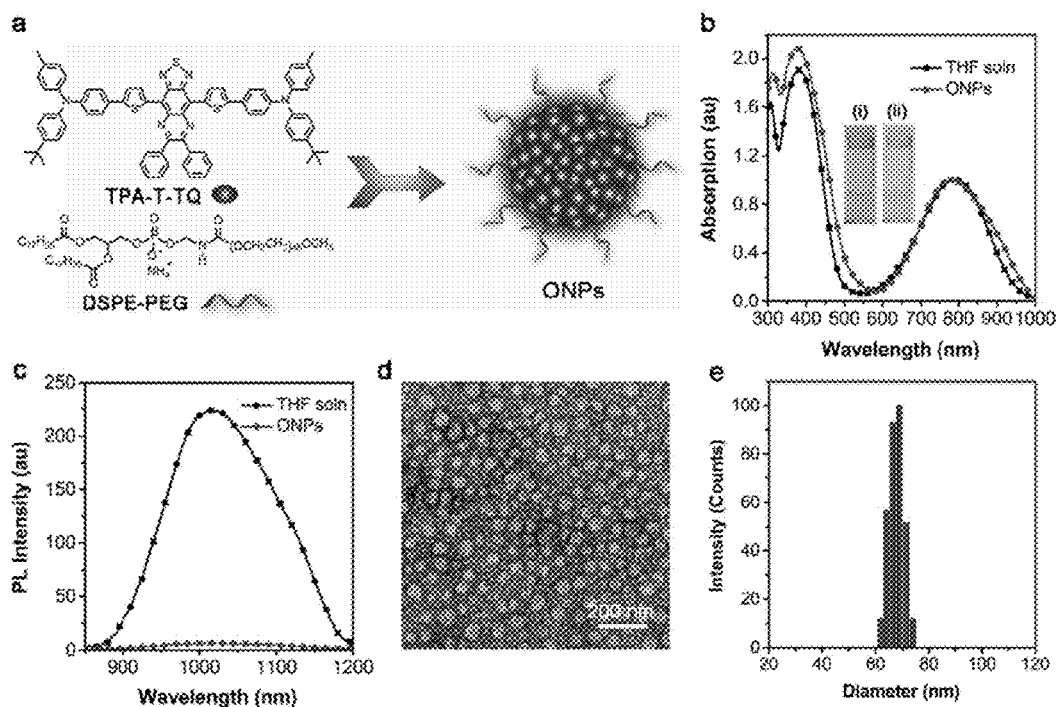 a
S
N N
N N
S S
N N
TPA-T-TQ
O O O
NH₄⁺
DSPE-PEG
ONPs
b
2.0
1.6
1.2
0.8
0.4
0.0
Absorption (au)
THF soln
ONPs
(i) (ii)
300 400 500 600 700 800 900 1000
Wavelength (nm)
c
250
200
150
100
50
0
PL Intensity (au)
THF soln
ONPs
900 1000 1100 1200
Wavelength (nm)
d
200 nm
e
100
80
60
40
20
0
Intensity (Counts)
20 40 60 80 100 120
Diameter (nm)